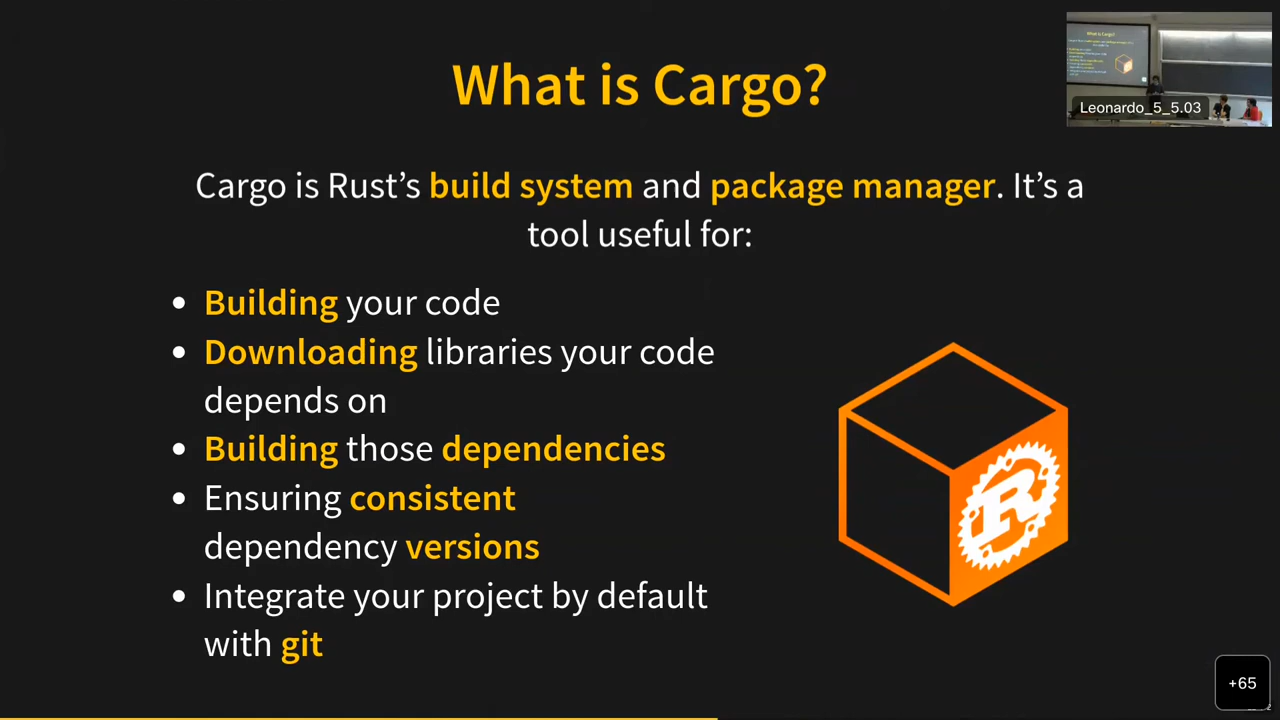 What is Cargo?
Leonardo_5_5.03
Cargo is Rust’s build system and package manager. It’s a
tool useful for:
• Building your code
• Downloading libraries your code
depends on
• Building those dependencies
• Ensuring consistent
dependency versions
• Integrate your project by default
with git
R
+65